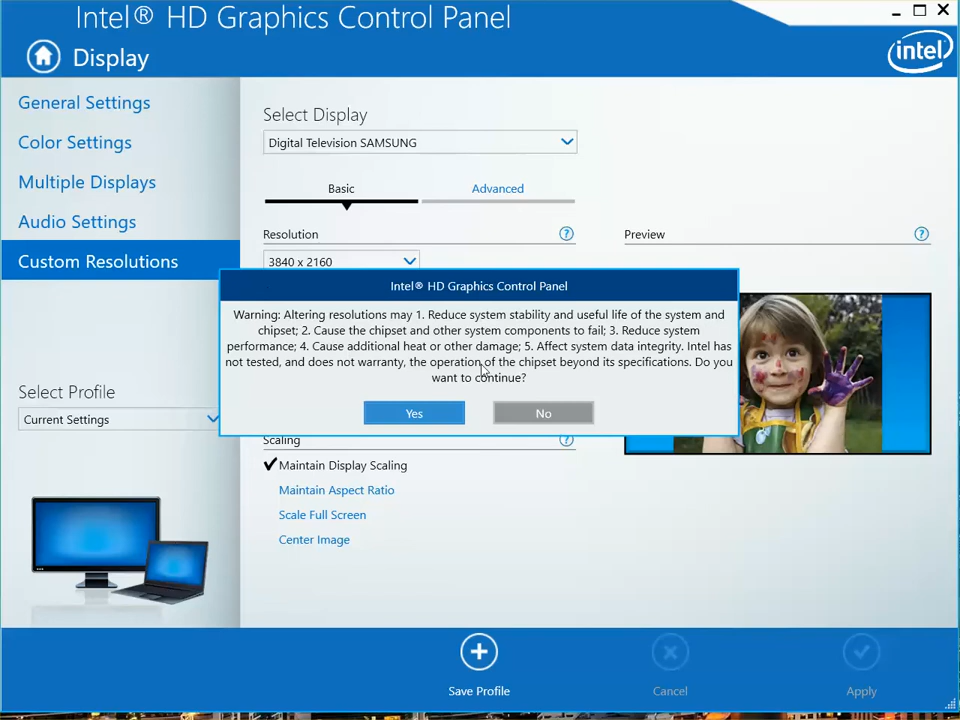 Intel® HD Graphics Control Panel
Display
intel
General Settings
Color Settings
Multiple Displays
Audio Settings
Custom Resolutions
Select Profile
Current Settings
Select Display
Digital Television SAMSUNG
Basic
Advanced
Resolution
?
3840 x 2160
Preview
?
Intel® HD Graphics Control Panel
Warning: Altering resolutions may 1. Reduce system stability and useful life of the system and
chipset; 2. Cause the chipset and other system components to fail; 3. Reduce system
performance; 4. Cause additional heat or other damage; 5. Affect system data integrity. Intel has
not tested, and does not warranty, the operation of the chipset beyond its specifications. Do you
want to continue?
Yes
No
Scaling
?
Maintain Display Scaling
Maintain Aspect Ratio
Scale Full Screen
Center Image
Save Profile
Cancel
Apply